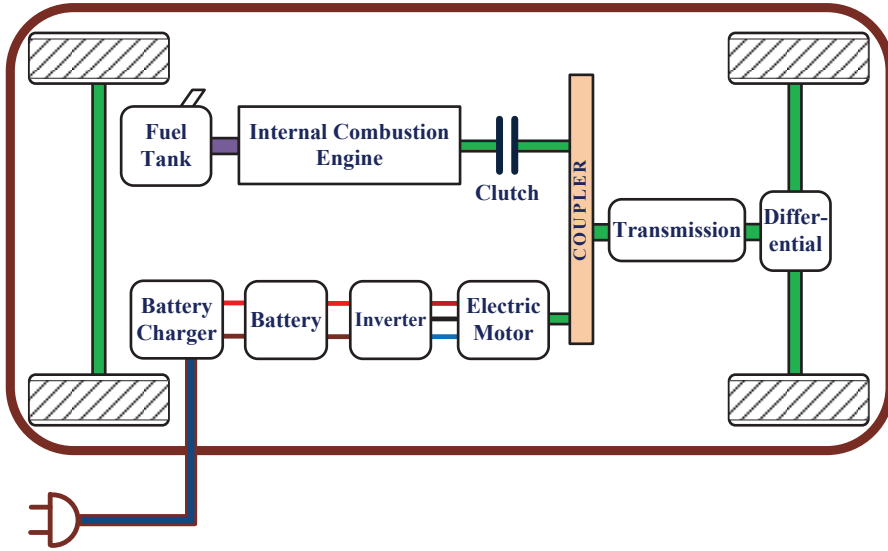 Fuel
Tank
Internal Combustion
Engine
Clutch
COUPLER
Transmission
Differ-
ential
Battery
Charger
Battery
Inverter
Electric
Motor